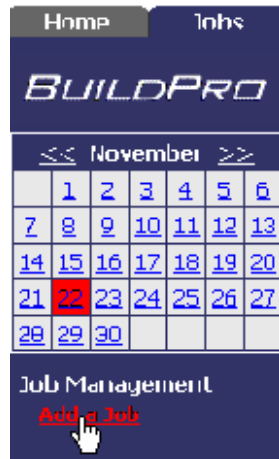 Home Jobs
BUILDPRO
<< November >>
1 2 3 4 5 6
7 8 9 10 11 12 13
14 15 16 17 18 19 20
21 22 23 24 25 26 27
28 29 30
Job Management
Add a Job